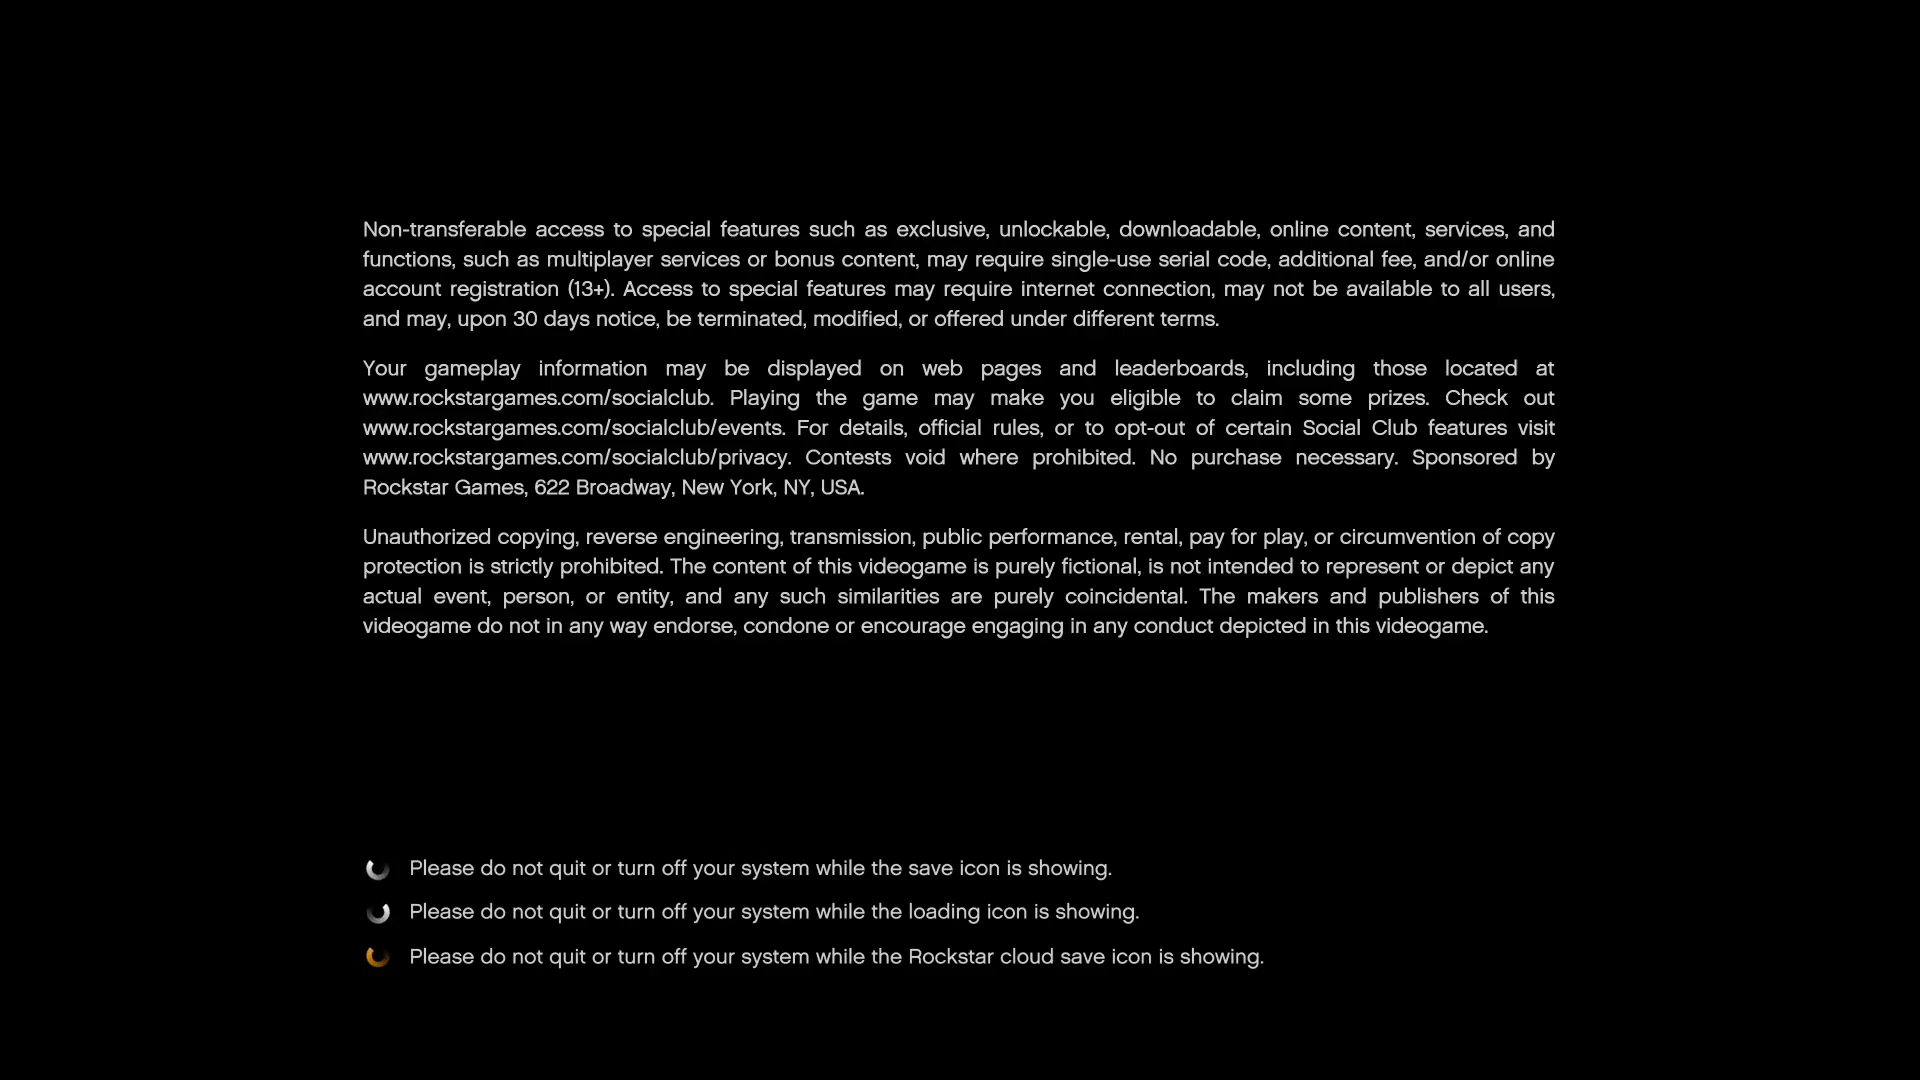 Non-transferable access to special features such as exclusive, unlockable, downloadable, online content, services, and
functions, such as multiplayer services or bonus content, may require single-use serial code, additional fee, and/or online
account registration (13+). Access to special features may require internet connection, may not be available to all users,
and may, upon 30 days notice, be terminated, modified, or offered under different terms.
Your gameplay information may be displayed on web pages and leaderboards, including those located at
www.rockstargames.com/socialclub. Playing the game may make you eligible to claim some prizes. Check out
www.rockstargames.com/socialclub/events. For details, official rules, or to opt-out of certain Social Club features visit
www.rockstargames.com/socialclub/privacy. Contests void where prohibited. No purchase necessary. Sponsored by
Rockstar Games, 622 Broadway, New York, NY, USA.
Unauthorized copying, reverse engineering, transmission, public performance, rental, pay for play, or circumvention of copy
protection is strictly prohibited. The content of this videogame is purely fictional, is not intended to represent or depict any
actual event, person, or entity, and any such similarities are purely coincidental. The makers and publishers of this
videogame do not in any way endorse, condone or encourage engaging in any conduct depicted in this videogame.
Please do not quit or turn off your system while the save icon is showing.
Please do not quit or turn off your system while the loading icon is showing.
Please do not quit or turn off your system while the Rockstar cloud save icon is showing.